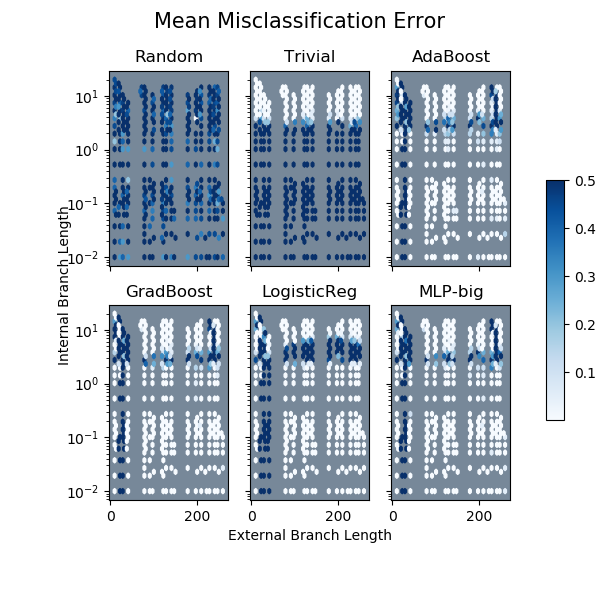 Mean Misclassification Error
Random
Trivial
AdaBoost
10¹
10⁰
10⁻¹
10⁻²
GradBoost
LogisticReg
MLP-big
10¹
10⁰
10⁻¹
10⁻²
0
200
0
200
0
200
Internal Branch Length
External Branch Length
0.5
0.4
0.3
0.2
0.1